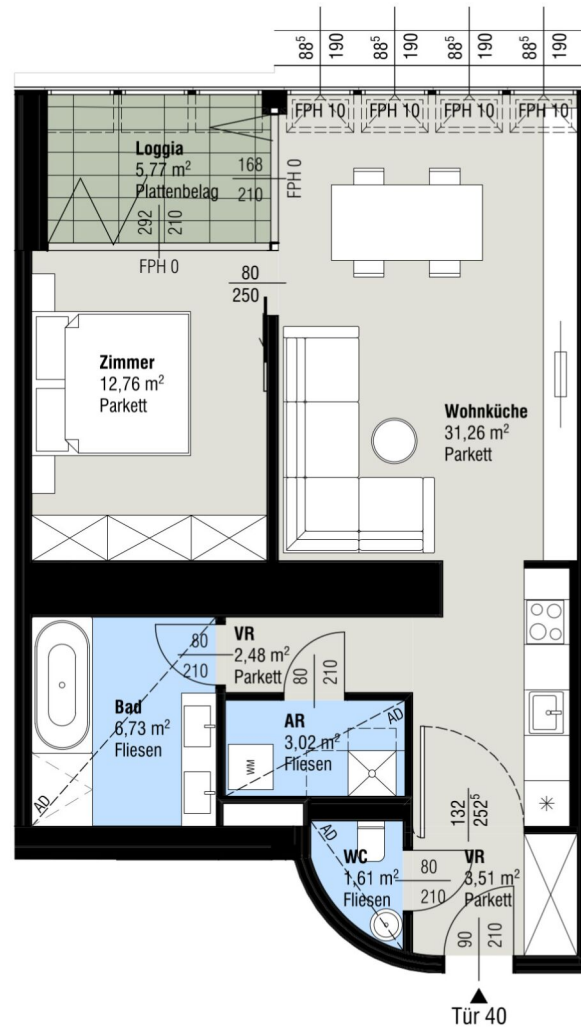 88⁵ 190 88⁵ 190 88⁵ 190 88⁵ 190
FPH 10 FPH 10 FPH 10 FPH 10
Loggia
5,77 m²
Plattenbelag
168
210
FPH 0
292
210
FPH 0
80
250
Zimmer
12,76 m²
Parkett
Wohnküche
31,26 m²
Parkett
80
210
VR
2,48 m²
Parkett
80
210
Bad
6,73 m²
Fliesen
AD
AR
3,02 m²
Fliesen
AD
WM
132
252⁵
AD
WC
1,61 m²
Fliesen
80
210
VR
3,51 m²
Parkett
90
210
Tür 40